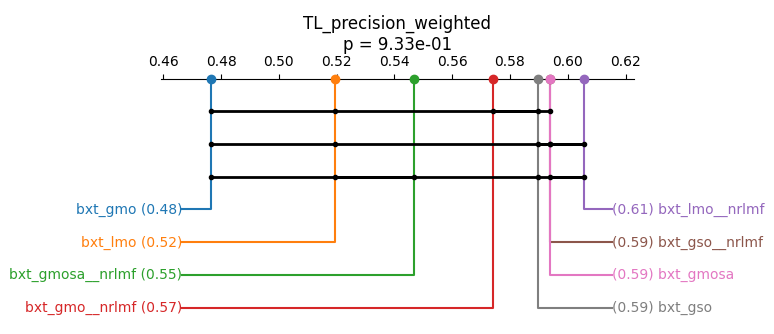 TL_precision_weighted
p = 9.33e-01
0.46 0.48 0.50 0.52 0.54 0.56 0.58 0.60 0.62
bxt_gmo (0.48) (0.61) bxt_lmo__nrlmf
bxt_lmo (0.52) (0.59) bxt_gso__nrlmf
bxt_gmosa__nrlmf (0.55) (0.59) bxt_gmosa
bxt_gmo__nrlmf (0.57) (0.59) bxt_gso